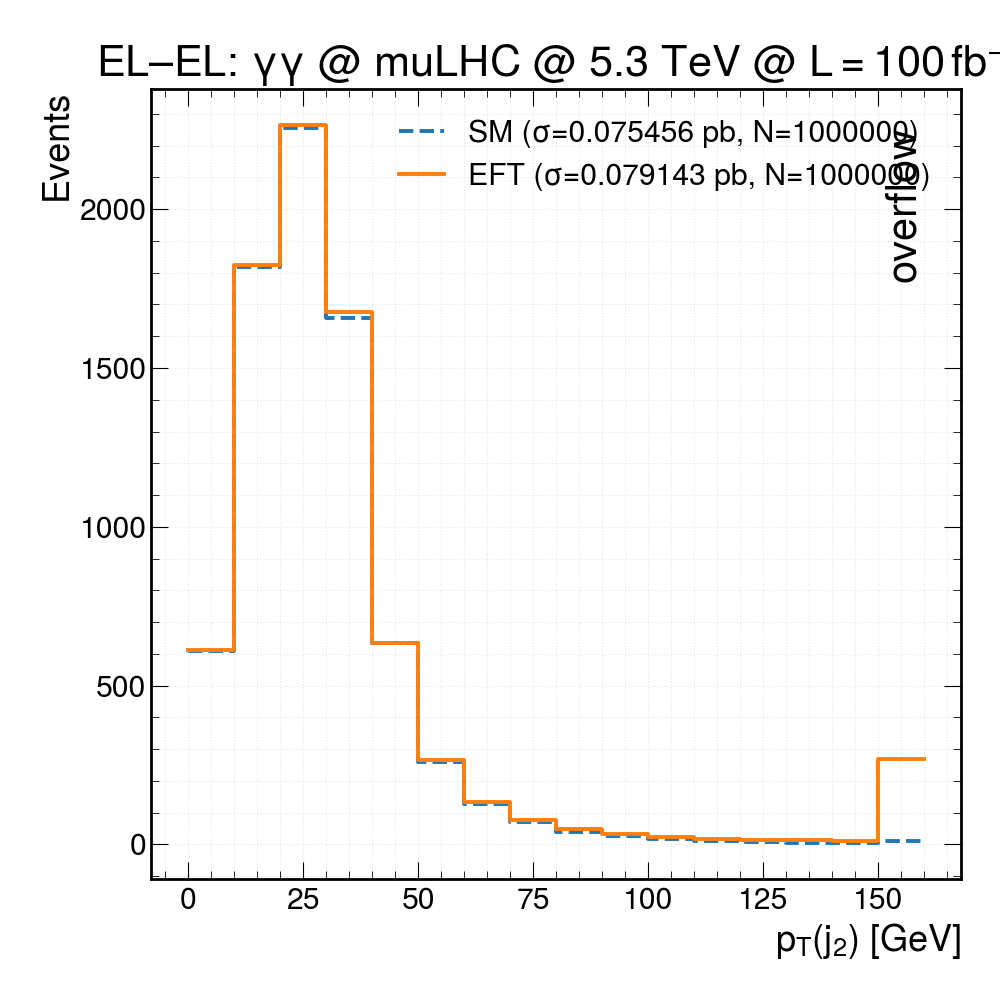 EL–EL: γγ @ muLHC @ 5.3 TeV @ L = 100 fb⁻
Events
SM (σ=0.075456 pb, N=1000000)
EFT (σ=0.079143 pb, N=1000000)
overflow
2000
1500
1000
500
0
0 25 50 75 100 125 150
p_T(j_2) [GeV]